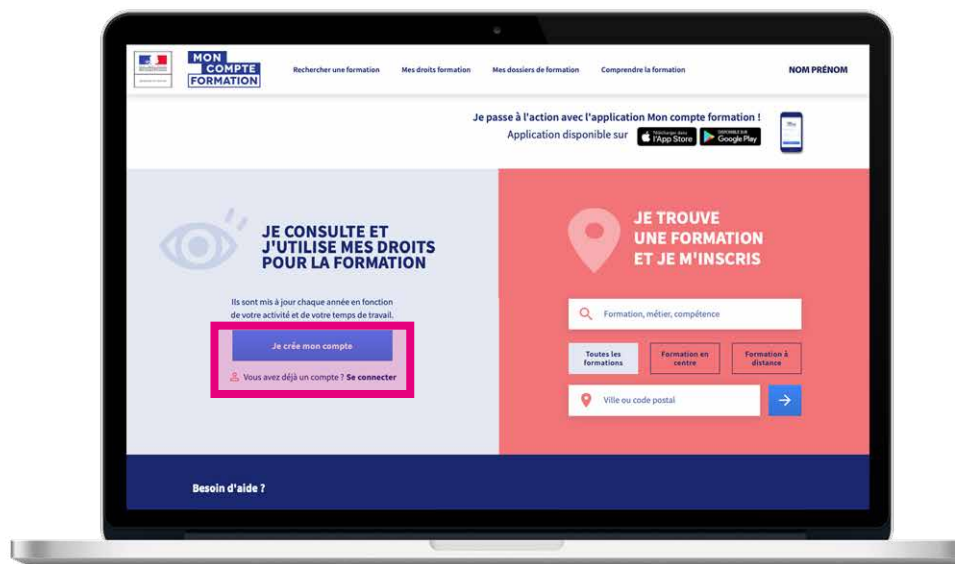 MON
COMPTE
FORMATION
Rechercher une formation
Mes droits formation
Mes dossiers de formation
Comprendre la formation
NOM PRÉNOM
Je passe à l'action avec l'application Mon compte formation !
Application disponible sur
Télécharger dans
l'App Store
DISPONIBLE SUR
Google Play
JE CONSULTE ET
J'UTILISE MES DROITS
POUR LA FORMATION
Ils sont mis à jour chaque année en fonction
de votre activité et de votre temps de travail.
Je crée mon compte
Vous avez déjà un compte ? Se connecter
JE TROUVE
UNE FORMATION
ET JE M'INSCRIS
Formation, métier, compétence
Toutes les
formations
Formation en
centre
Formation à
distance
Ville ou code postal
Besoin d'aide ?